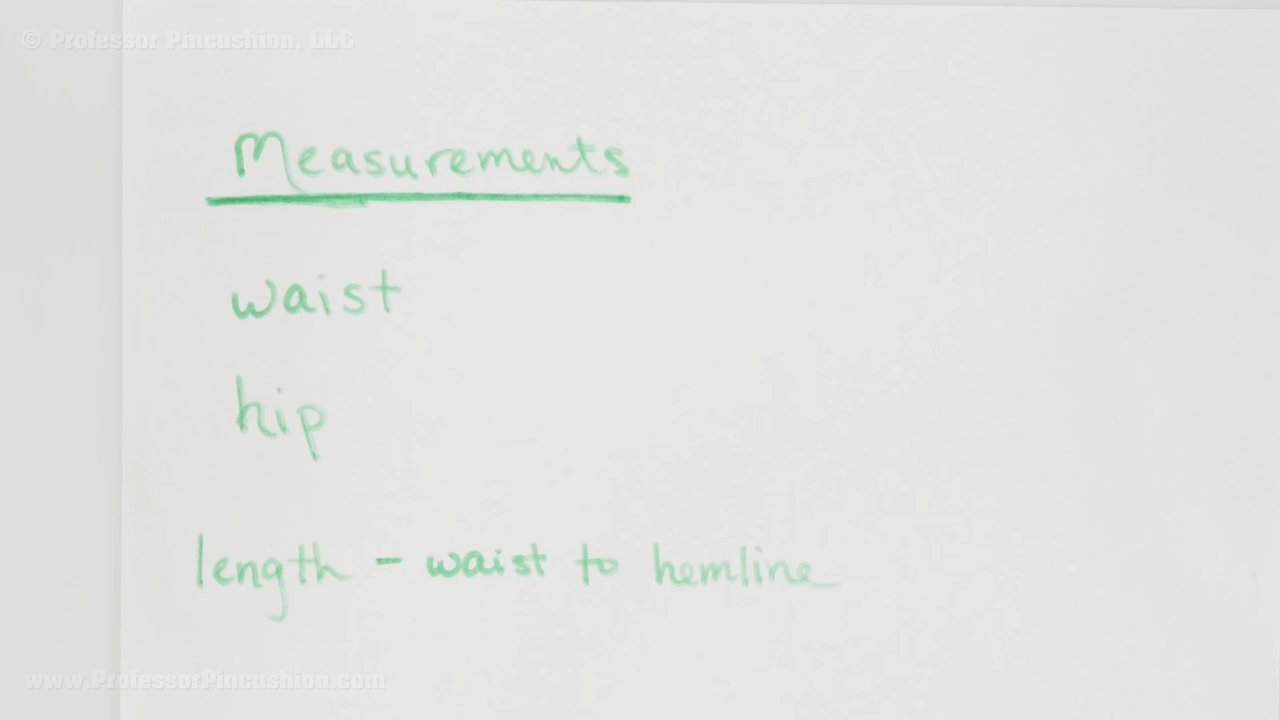 © Professor Pincushion, LLC
Measurements
waist
hip
length - waist to hemline
www.ProfessorPincushion.com